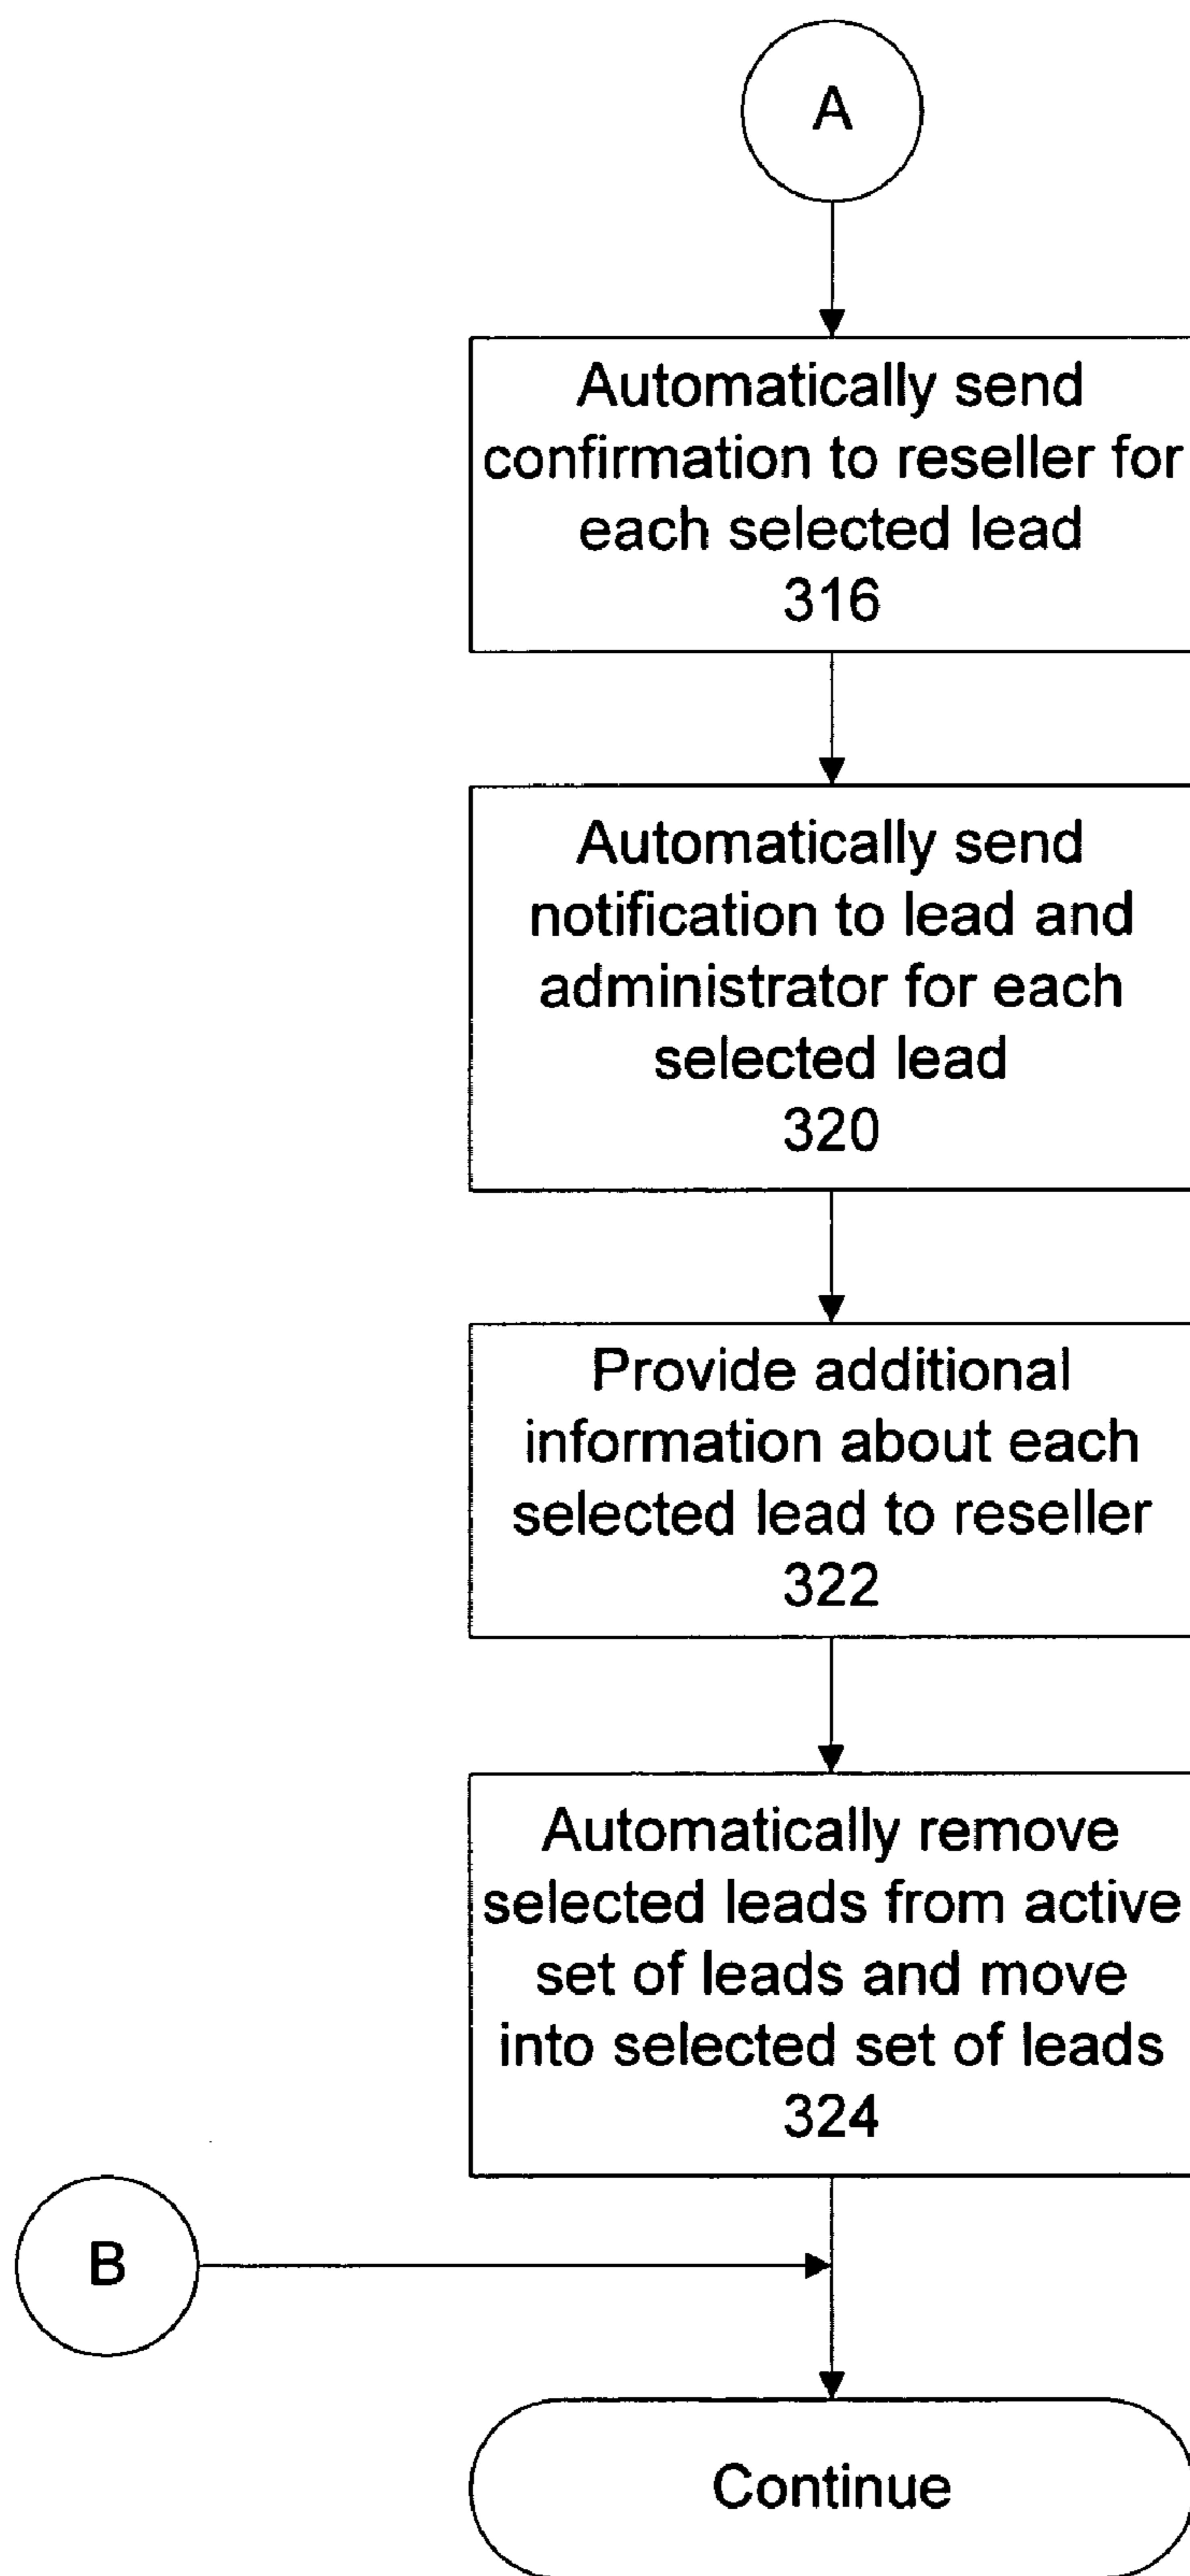 A
Automatically send
confirmation to reseller for
each selected lead
316
Automatically send
notification to lead and
administrator for each
selected lead
320
Provide additional
information about each
selected lead to reseller
322
Automatically remove
selected leads from active
set of leads and move
into selected set of leads
324
B
Continue